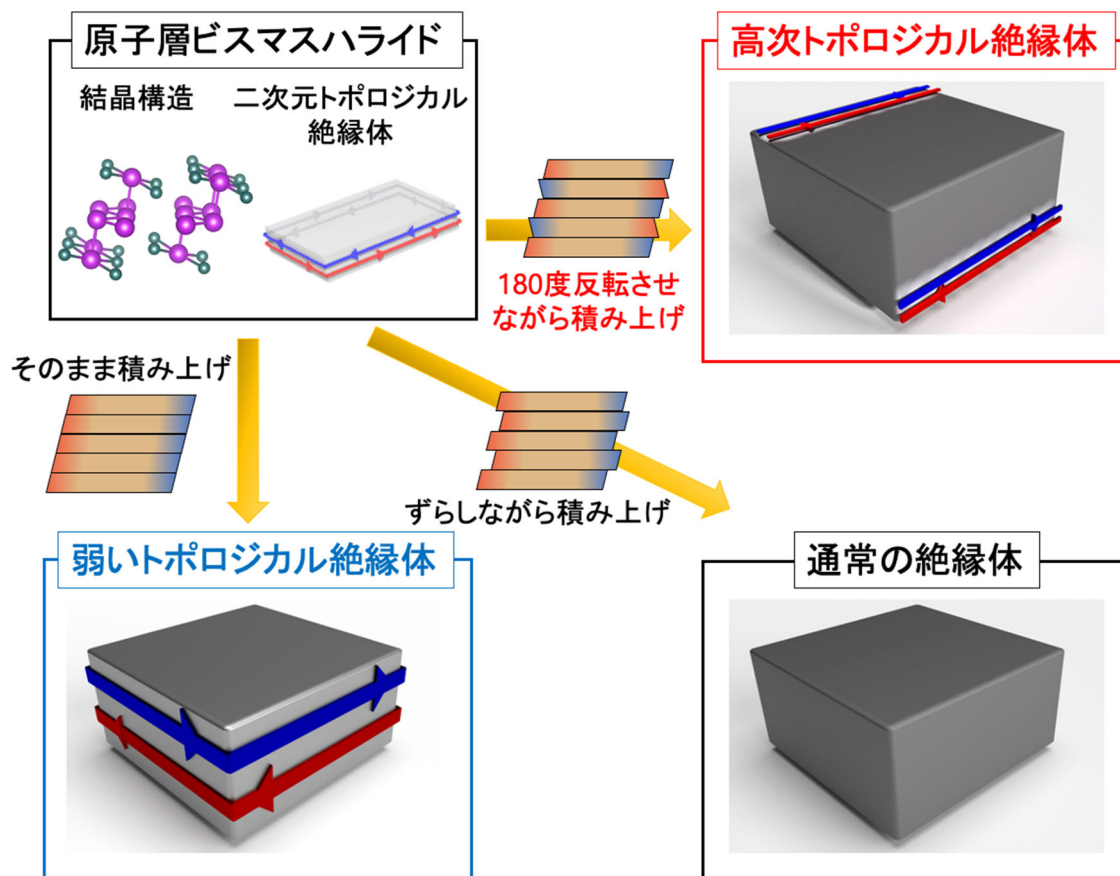 原子層ビスマスハライド
結晶構造
二次元トポロジカル
絶縁体
180度反転させ
ながら積み上げ
高次トポロジカル絶縁体
そのまま積み上げ
ずらしながら積み上げ
弱いトポロジカル絶縁体
通常の絶縁体